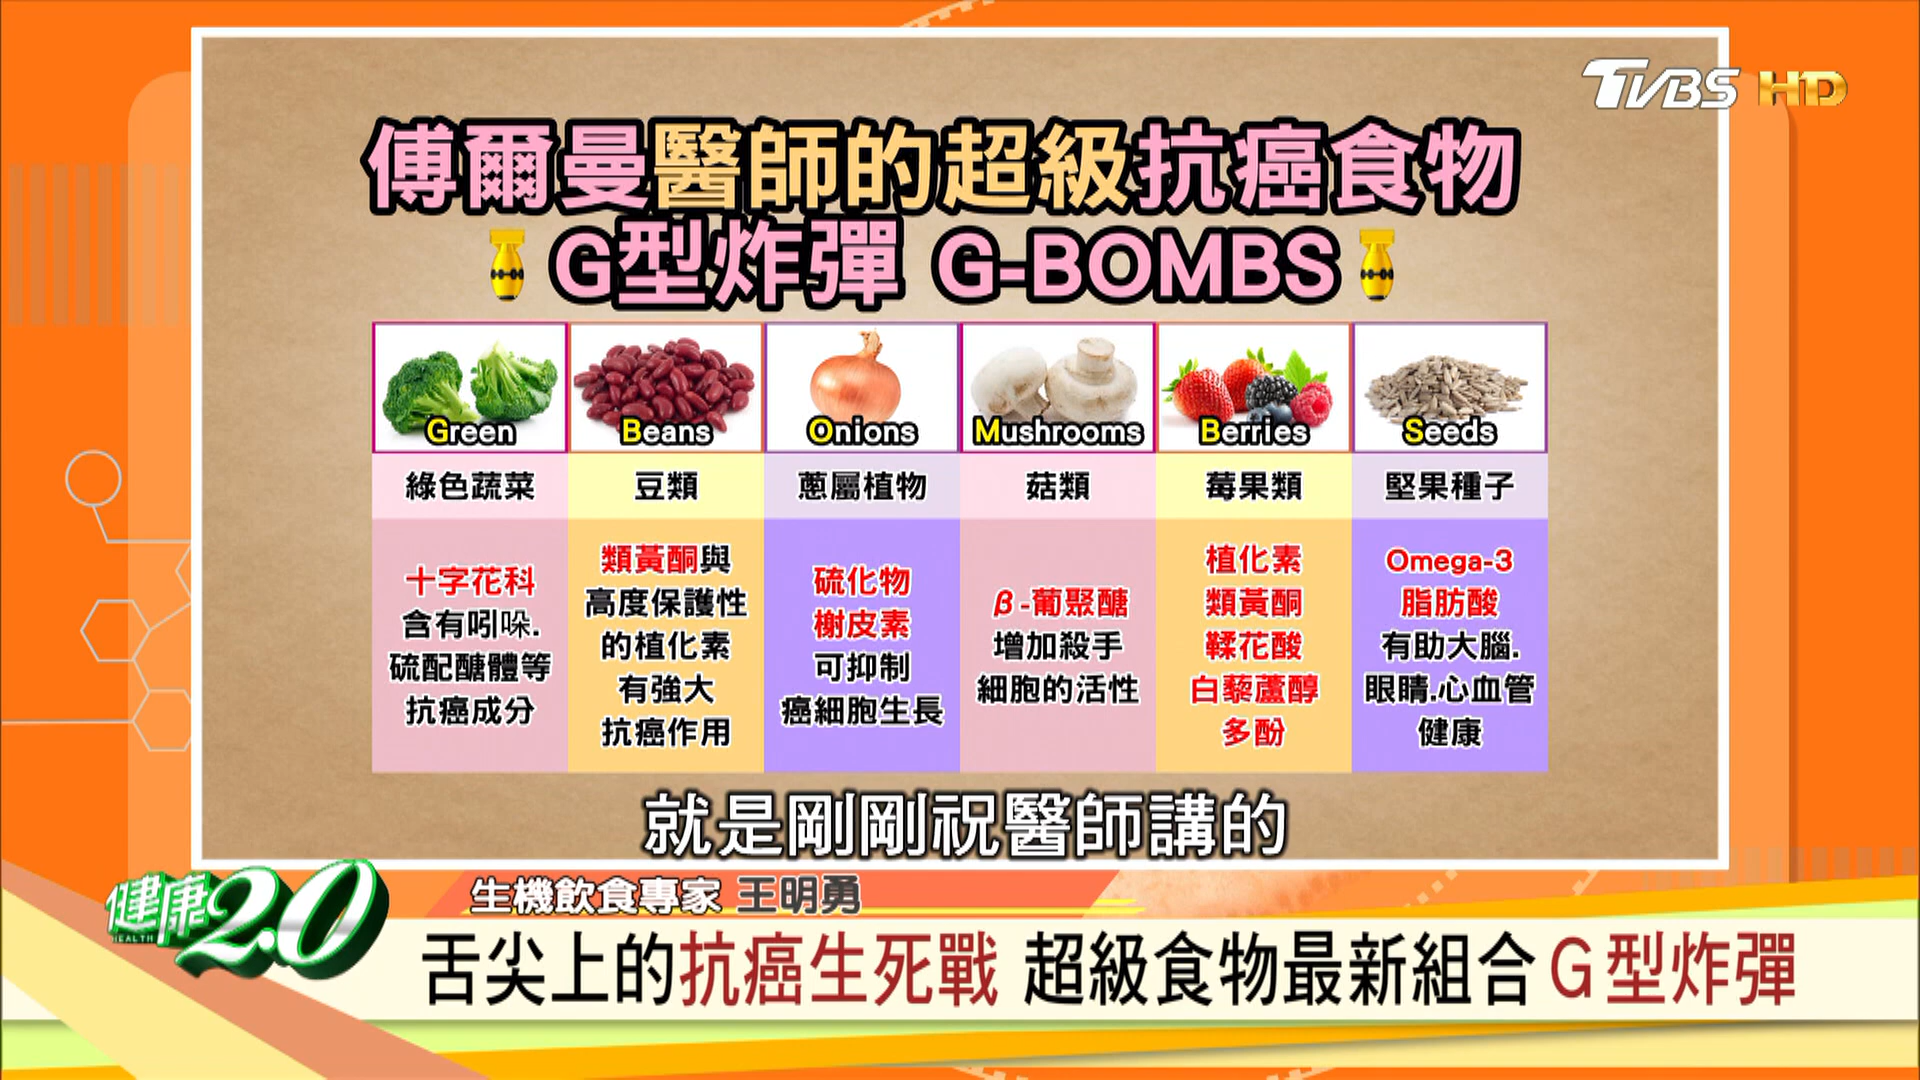 TVBS HD
傅爾曼醫師的超級抗癌食物
G型炸彈 G-BOMBS
Green
Beans
Onions
Mushrooms
Berries
Seeds
綠色蔬菜
豆類
蔥屬植物
菇類
莓果類
堅果種子
十字花科
含有吲哚.
硫配醣體等
抗癌成分
類黃酮與
高度保護性
的植化素
有強大
抗癌作用
硫化物
槲皮素
可抑制
癌細胞生長
β-葡聚醣
增加殺手
細胞的活性
植化素
類黃酮
鞣花酸
白藜蘆醇
多酚
Omega-3
脂肪酸
有助大腦.
眼睛.心血管
健康
就是剛剛祝醫師講的
健康2.0
HEALTH
生機飲食專家 王明勇
舌尖上的抗癌生死戰 超級食物最新組合G型炸彈